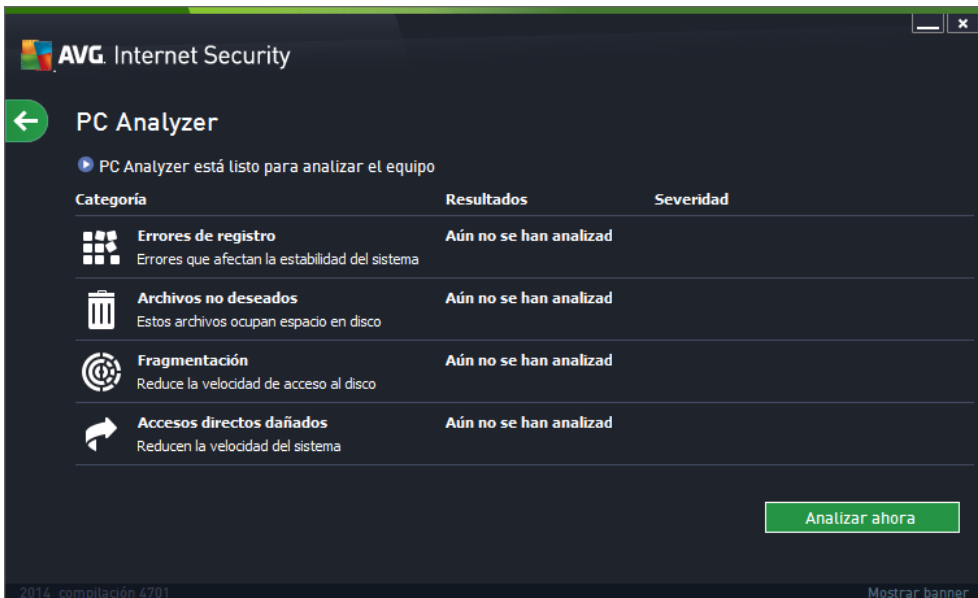 AVG. Internet Security
PC Analyzer
PC Analyzer está listo para analizar el equipo
Categoría Resultados Severidad
Errores de registro Aún no se han analizad
Errores que afectan la estabilidad del sistema
Archivos no deseados Aún no se han analizad
Estos archivos ocupan espacio en disco
Fragmentación Aún no se han analizad
Reduce la velocidad de acceso al disco
Accesos directos dañados Aún no se han analizad
Reducen la velocidad del sistema
Analizar ahora
2014 compilación 4701 Mostrar banner